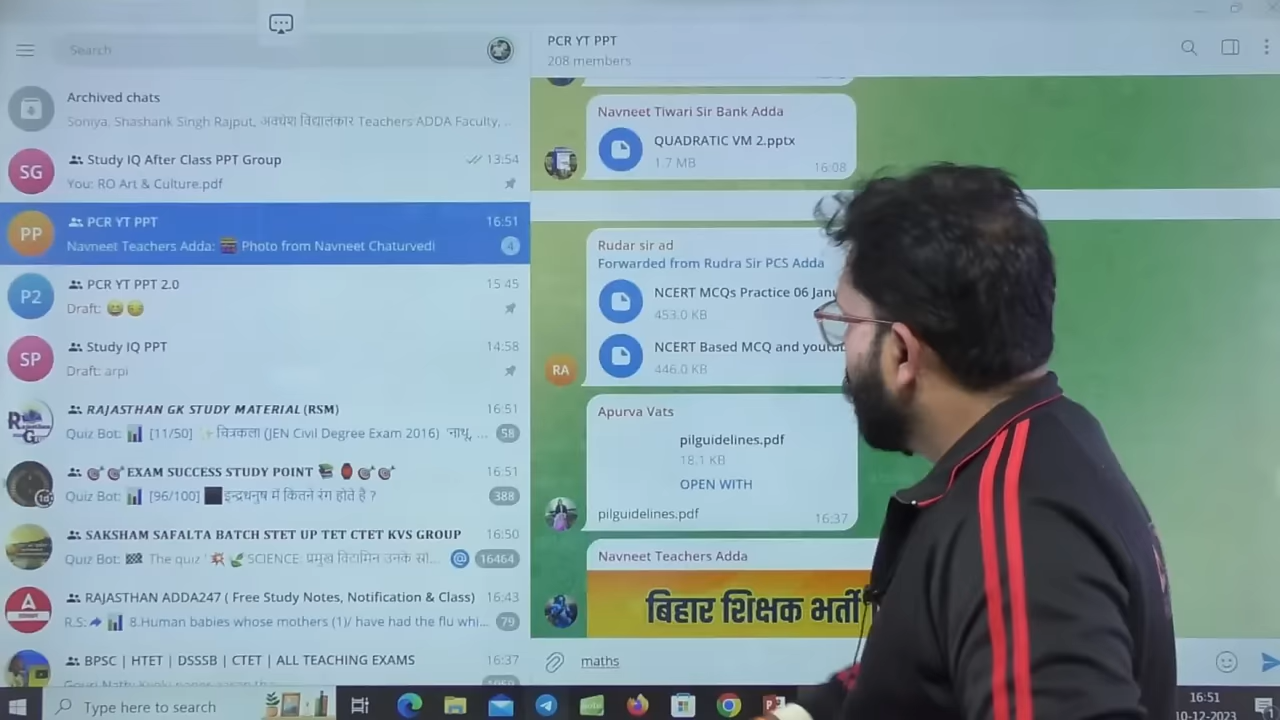 Search
Archived chats
Soniya, Shashank Singh Rajput, अवधेश विद्यालंकार Teachers ADDA Faculty, ...
SG
Study IQ After Class PPT Group
13:54
You: RO Art & Culture.pdf
PP
PCR YT PPT
16:51
Navneet Teachers Adda: Photo from Navneet Chaturvedi
4
P2
PCR YT PPT 2.0
15:45
Draft:
SP
Study IQ PPT
14:58
Draft: arpi
RAJASTHAN GK STUDY MATERIAL (RSM)
16:51
Quiz Bot: [11/50] चित्रकला (JEN Civil Degree Exam 2016) 'नाथू, ...
58
EXAM SUCCESS STUDY POINT
16:51
1d
Quiz Bot: [96/100] इन्द्रधनुष में कितने रंग होते है ?
388
SAKSHAM SAFALTA BATCH STET UP TET CTET KVS GROUP
16:50
Quiz Bot: The quiz ' SCIENCE: प्रमुख विटामिन उनके
@
16464
RAJASTHAN ADDA247 ( Free Study Notes, Notification & Class)
16:43
R.S: 8.Human babies whose mothers (1)/ have had the flu whi...
79
BPSC | HTET | DSSSB | CTET | ALL TEACHING EXAMS
16:37
PCR YT PPT
208 members
Navneet Tiwari Sir Bank Adda
QUADRATIC VM 2.pptx
1.7 MB
16:08
Rudar sir ad
Forwarded from Rudra Sir PCS Adda
NCERT MCQs Practice 06 Janu
453.0 KB
NCERT Based MCQ and youtu
446.0 KB
RA
Apurva Vats
pilguidelines.pdf
18.1 KB
OPEN WITH
pilguidelines.pdf
16:37
Navneet Teachers Adda
बिहार शिक्षक भर्ती
maths
Type here to search
16:51
10-12-2023